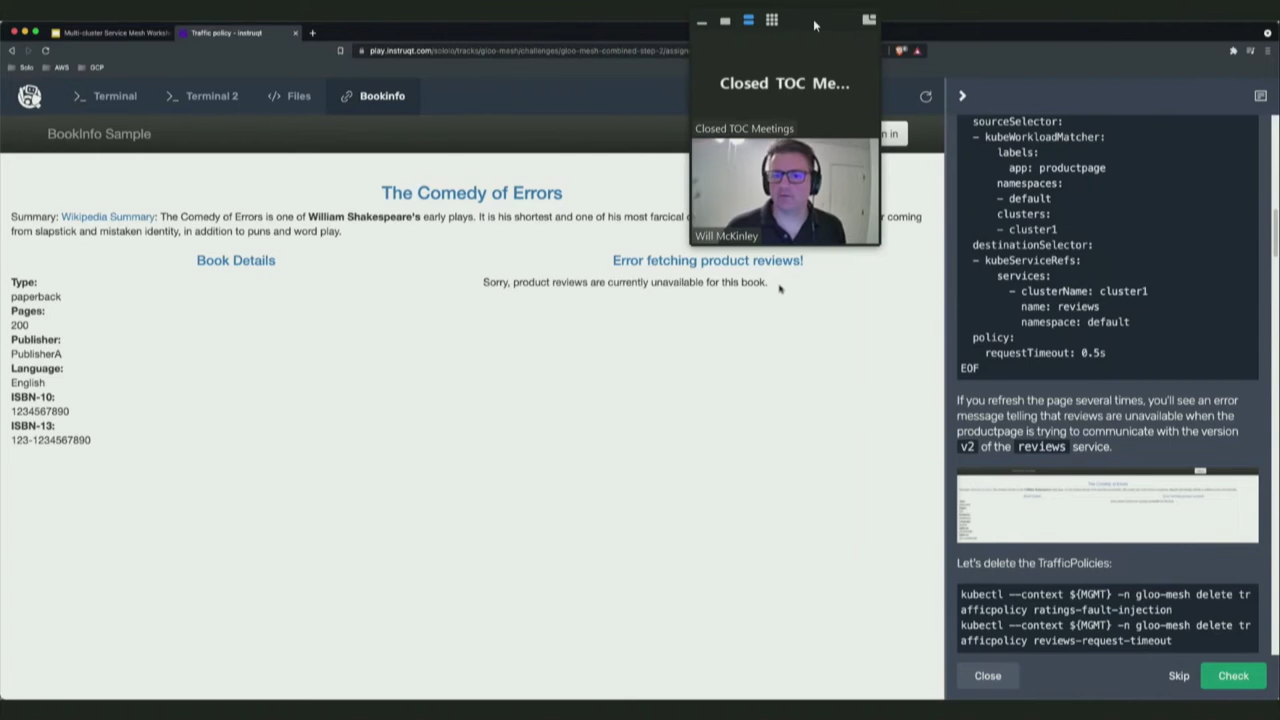 Multi-cluster Service Mesh Worksh
Traffic policy - instruqt
play.instruqt.com/soloio/tracks/gloo-mesh/challenges/gloo-mesh-combined-step-2/assign
Solo
AWS
GCP
Terminal
Terminal 2
Files
Bookinfo
BookInfo Sample
n in
Closed TOC Me...
Closed TOC Meetings
Will McKinley
The Comedy of Errors
Summary: Wikipedia Summary: The Comedy of Errors is one of William Shakespeare's early plays. It is his shortest and one of his most farcical
r coming
from slapstick and mistaken identity, in addition to puns and word play.
Book Details
Type:
paperback
Pages:
200
Publisher:
PublisherA
Language:
English
ISBN-10:
1234567890
ISBN-13:
123-1234567890
Error fetching product reviews!
Sorry, product reviews are currently unavailable for this book.
sourceSelector:
- kubeWorkloadMatcher:
labels:
app: productpage
namespaces:
- default
clusters:
- cluster1
destinationSelector:
- kubeServiceRefs:
services:
- clusterName: cluster1
name: reviews
namespace: default
policy:
requestTimeout: 0.5s
EOF
If you refresh the page several times, you'll see an error
message telling that reviews are unavailable when the
productpage is trying to communicate with the version
v2 of the reviews service.
Let's delete the TrafficPolicies:
kubectl --context ${MGMT} -n gloo-mesh delete tr
afficpolicy ratings-fault-injection
kubectl --context ${MGMT} -n gloo-mesh delete tr
afficpolicy reviews-request-timeout
Close
Skip
Check